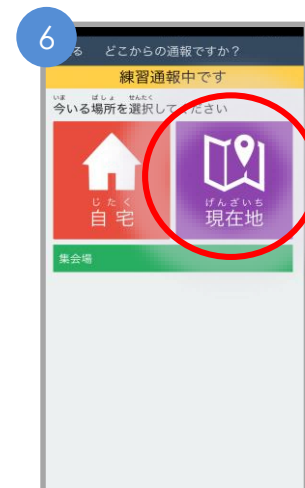 6
る どこからの通報ですか?
練習通報中です
いま ばしょ せんたく
今いる場所を選択してください
じたく
自宅
げんざいち
現在地
集会場